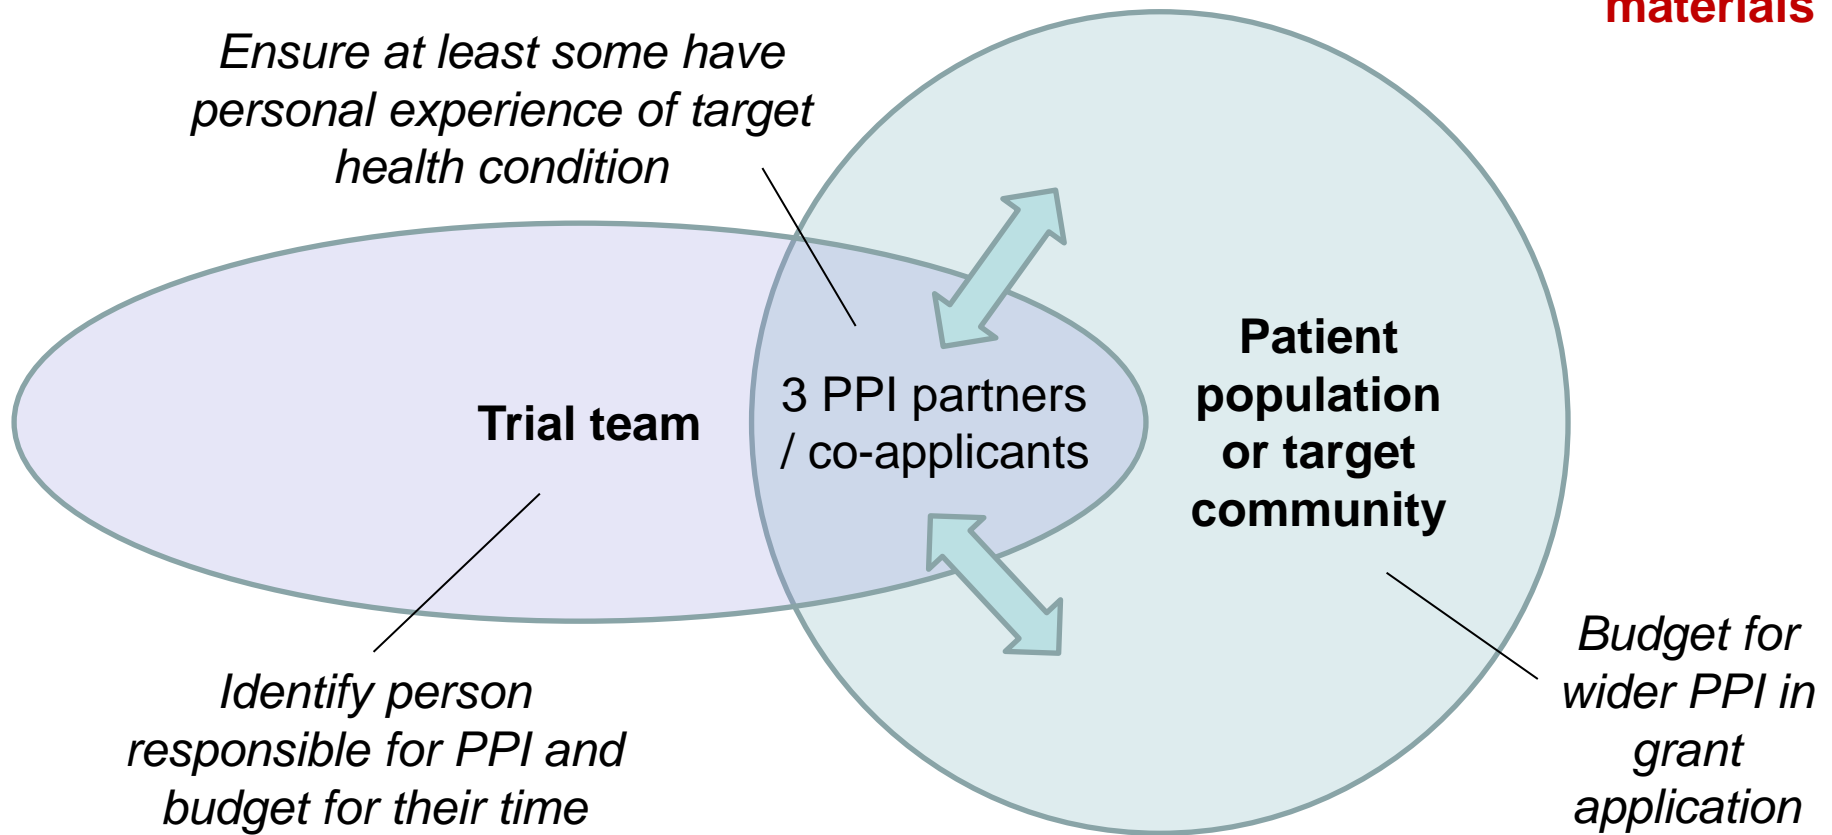 materials
Ensure at least some have
personal experience of target
health condition
Trial team
3 PPI partners
/ co-applicants
Patient
population
or target
community
Identify person
responsible for PPI and
budget for their time
Budget for
wider PPI in
grant
application